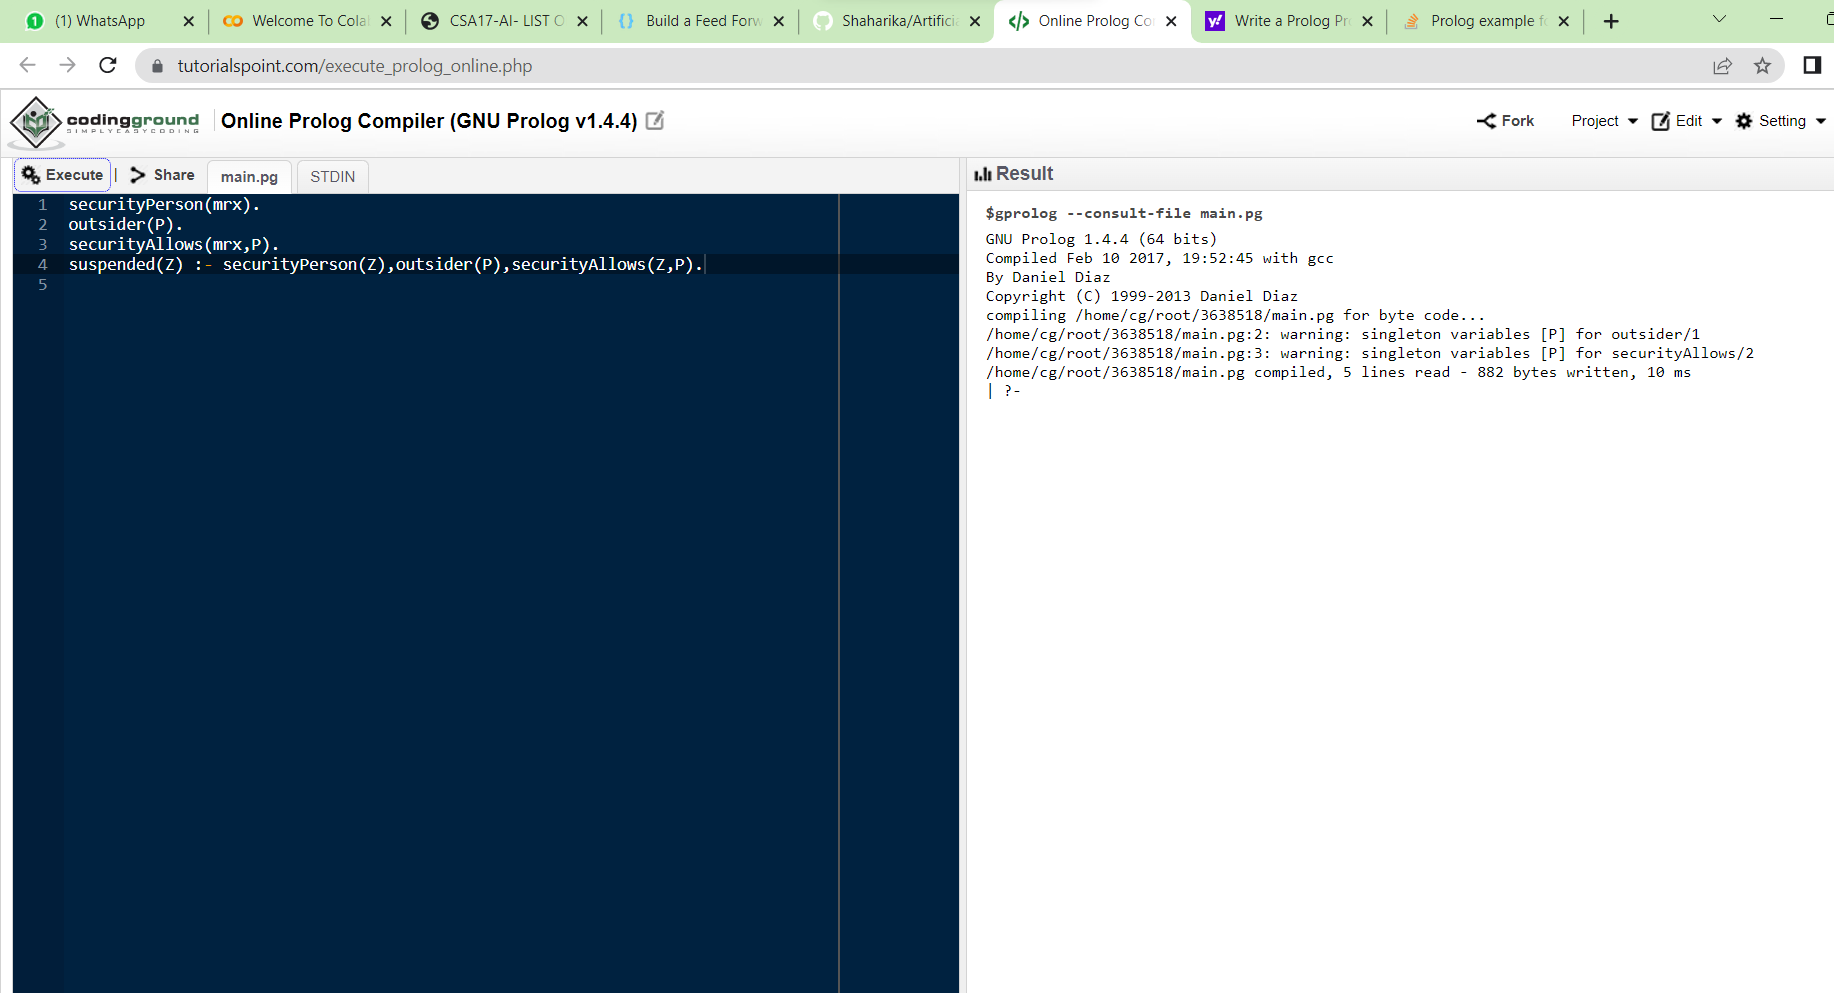 (1) WhatsApp
Welcome To Cola
CSA17-AI- LIST O
Build a Feed Forw
Shaharika/Artificia
Online Prolog Co
Write a Prolog Pr
Prolog example f
tutorialspoint.com/execute_prolog_online.php
codingground
SIMPLYEASYCODING
Online Prolog Compiler (GNU Prolog v1.4.4)
Fork
Project
Edit
Setting
Execute | Share
main.pg
STDIN
1 securityPerson(mrx).
2 outsider(P).
3 securityAllows(mrx,P).
4 suspended(Z) :- securityPerson(Z),outsider(P),securityAllows(Z,P).
5
Result
$gprolog --consult-file main.pg
GNU Prolog 1.4.4 (64 bits)
Compiled Feb 10 2017, 19:52:45 with gcc
By Daniel Diaz
Copyright (C) 1999-2013 Daniel Diaz
compiling /home/cg/root/3638518/main.pg for byte code...
/home/cg/root/3638518/main.pg:2: warning: singleton variables [P] for outsider/1
/home/cg/root/3638518/main.pg:3: warning: singleton variables [P] for securityAllows/2
/home/cg/root/3638518/main.pg compiled, 5 lines read - 882 bytes written, 10 ms
| ?-